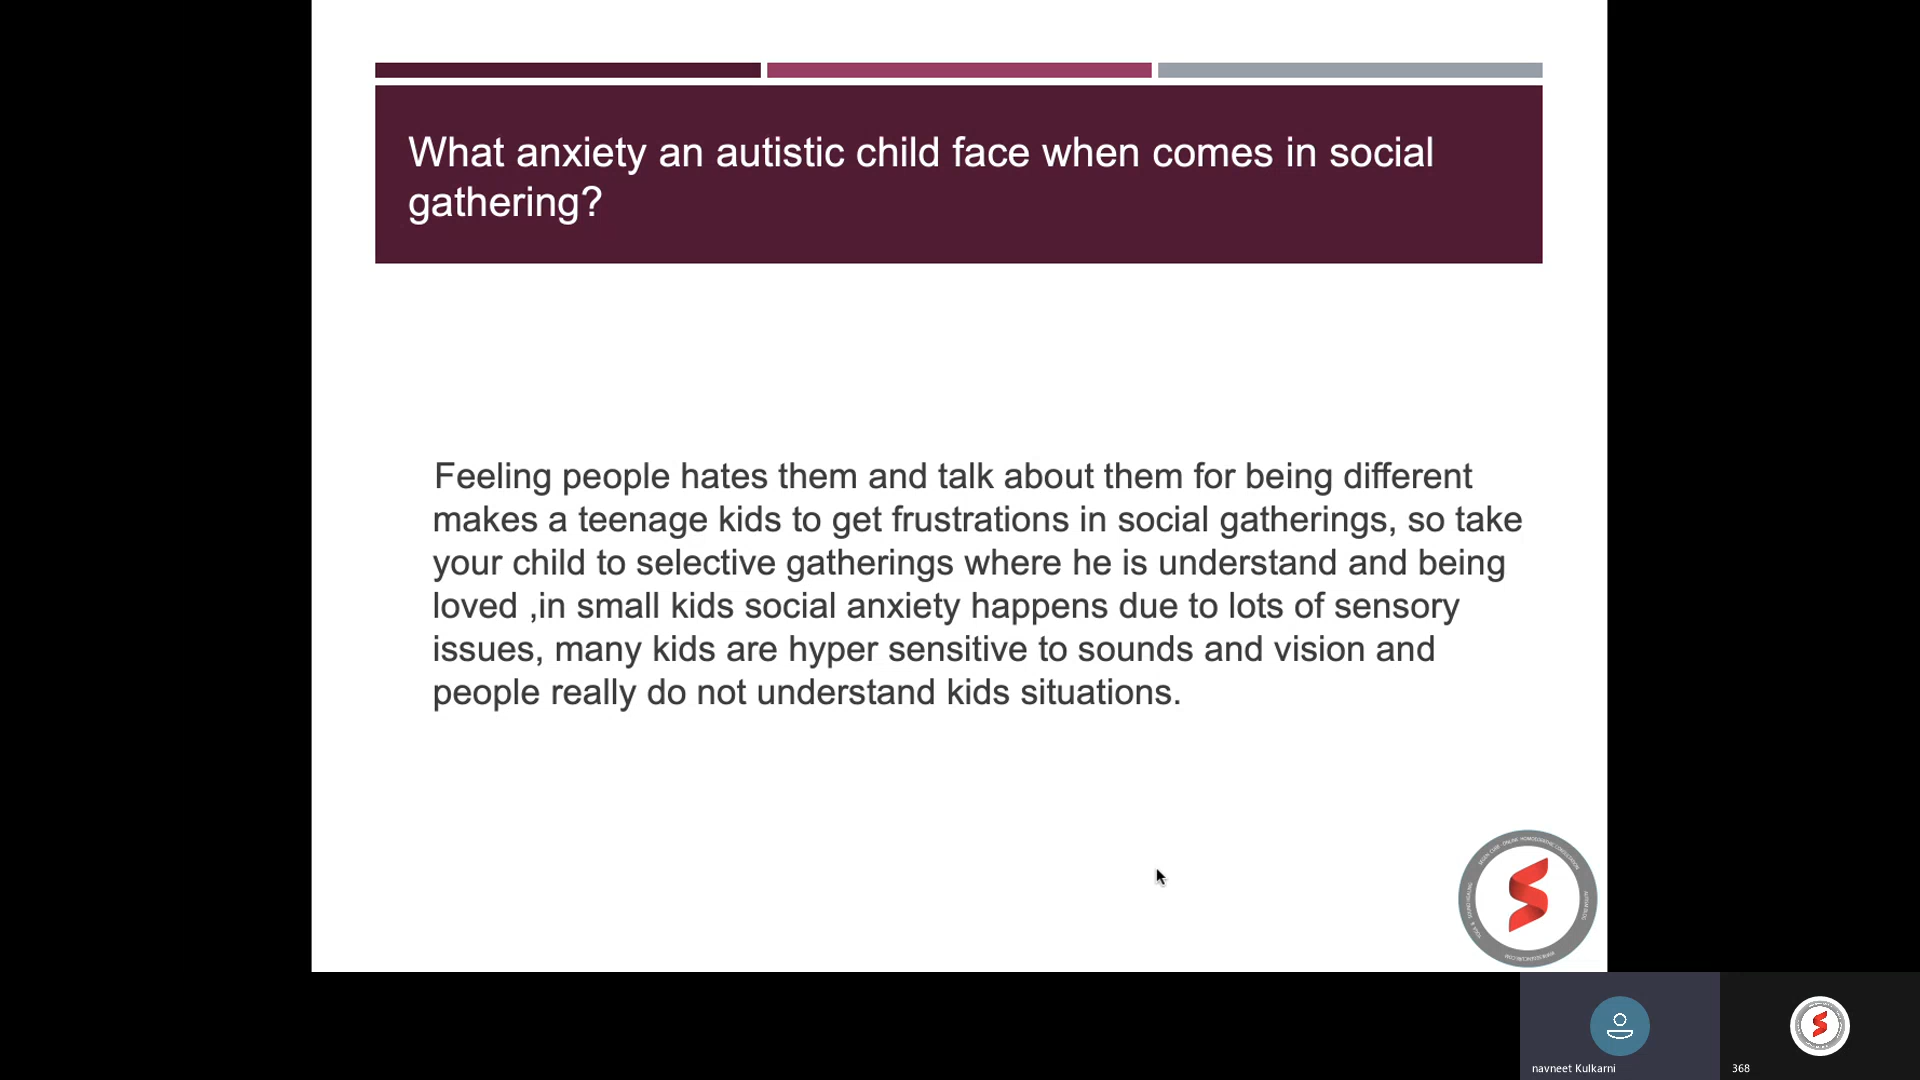 What anxiety an autistic child face when comes in social
gathering?
Feeling people hates them and talk about them for being different
makes a teenage kids to get frustrations in social gatherings, so take
your child to selective gatherings where he is understand and being
loved ,in small kids social anxiety happens due to lots of sensory
issues, many kids are hyper sensitive to sounds and vision and
people really do not understand kids situations.
navneet Kulkarni
368